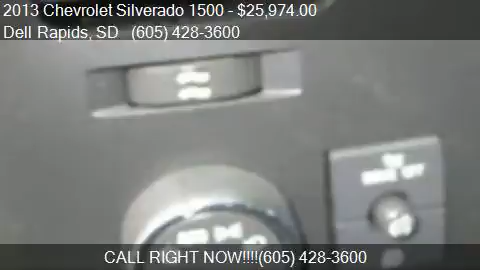 2013 Chevrolet Silverado 1500 - $25,974.00
Dell Rapids, SD (605) 428-3600
CALL RIGHT NOW!!!!(605) 428-3600